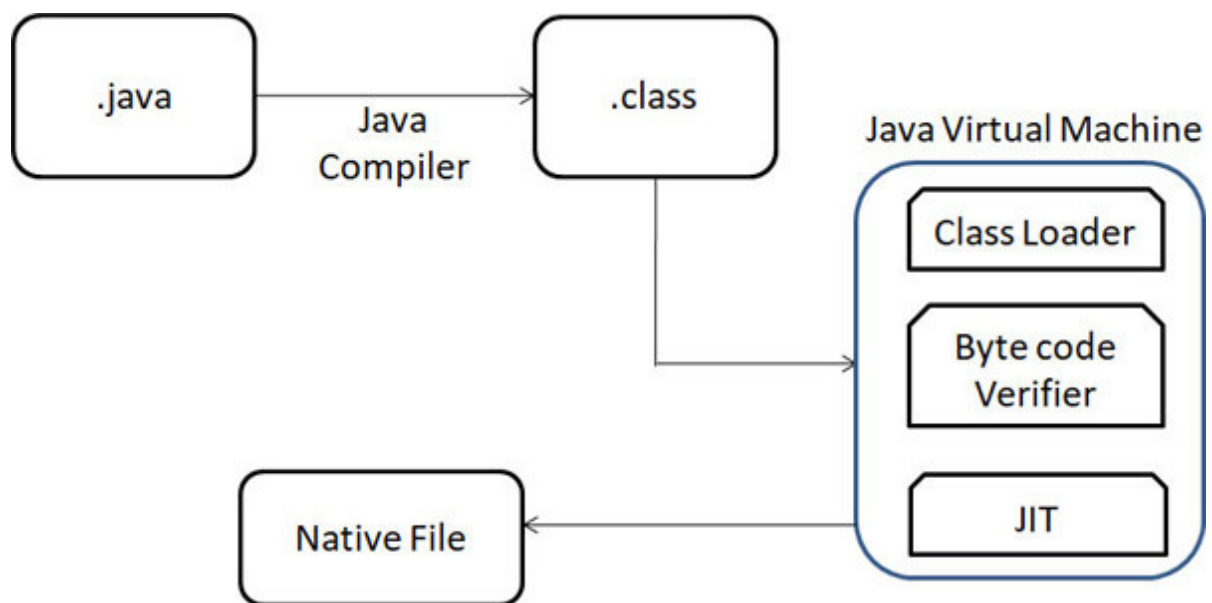 .java
Java
Compiler
.class
Java Virtual Machine
Class Loader
Byte code
Verifier
JIT
Native File